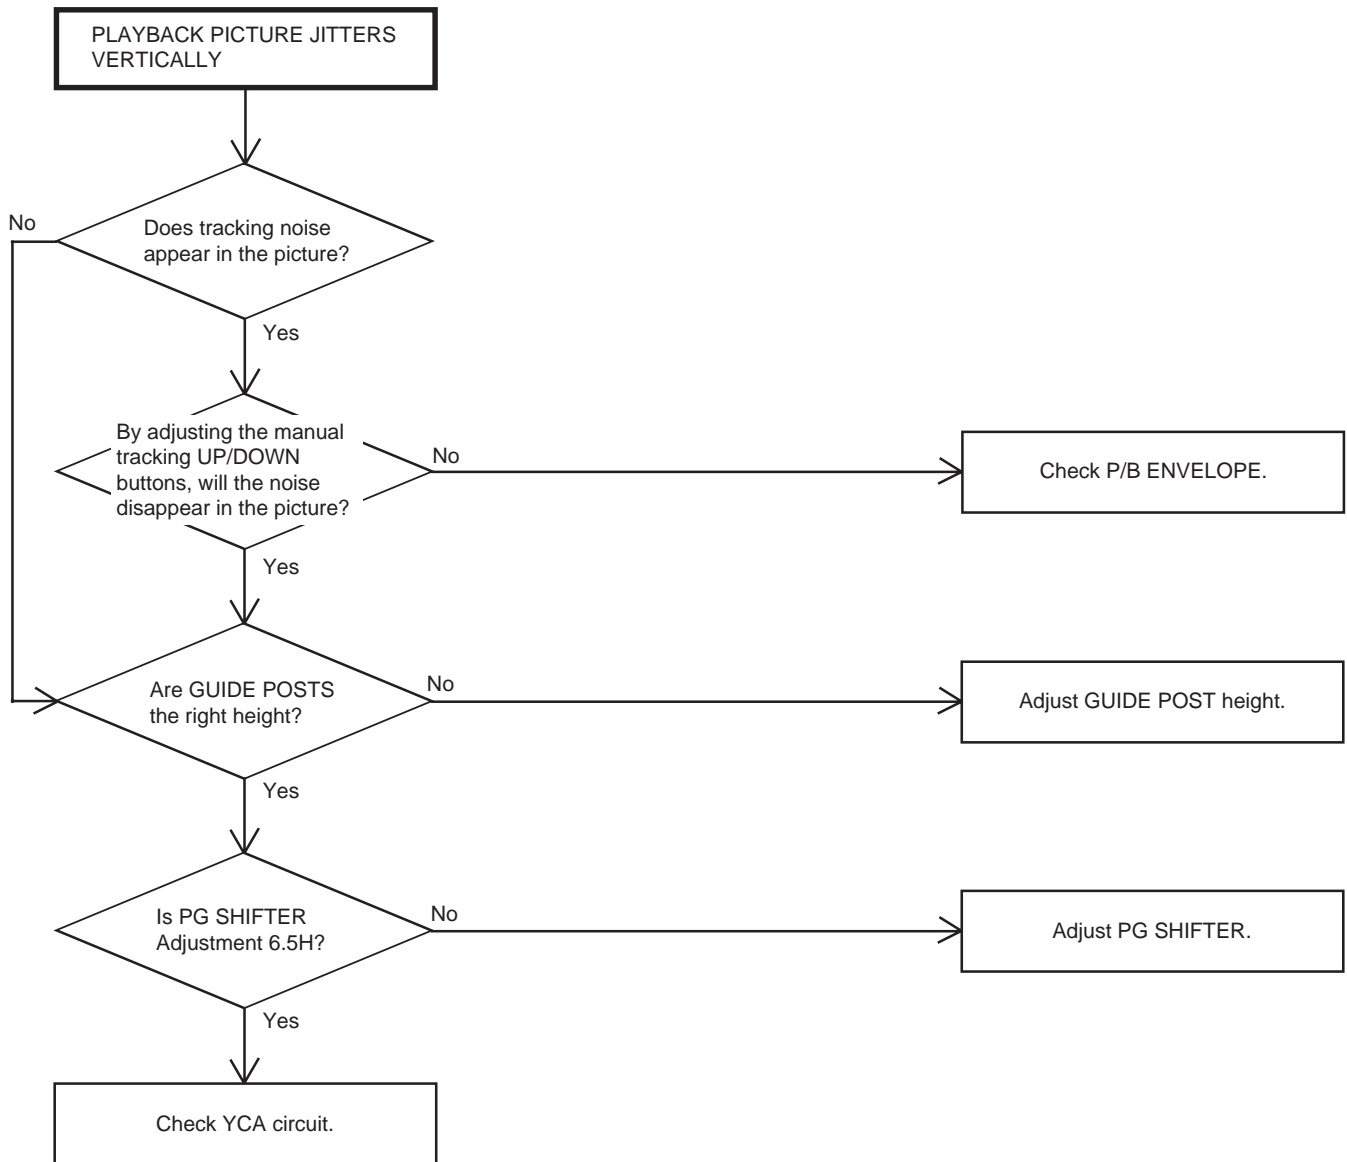 PLAYBACK PICTURE JITTERS
VERTICALLY
No
Does tracking noise
appear in the picture?
Yes
By adjusting the manual
tracking UP/DOWN
buttons, will the noise
disappear in the picture?
No
Check P/B ENVELOPE.
Yes
Are GUIDE POSTS
the right height?
No
Adjust GUIDE POST height.
Yes
Is PG SHIFTER
Adjustment 6.5H?
No
Adjust PG SHIFTER.
Yes
Check YCA circuit.